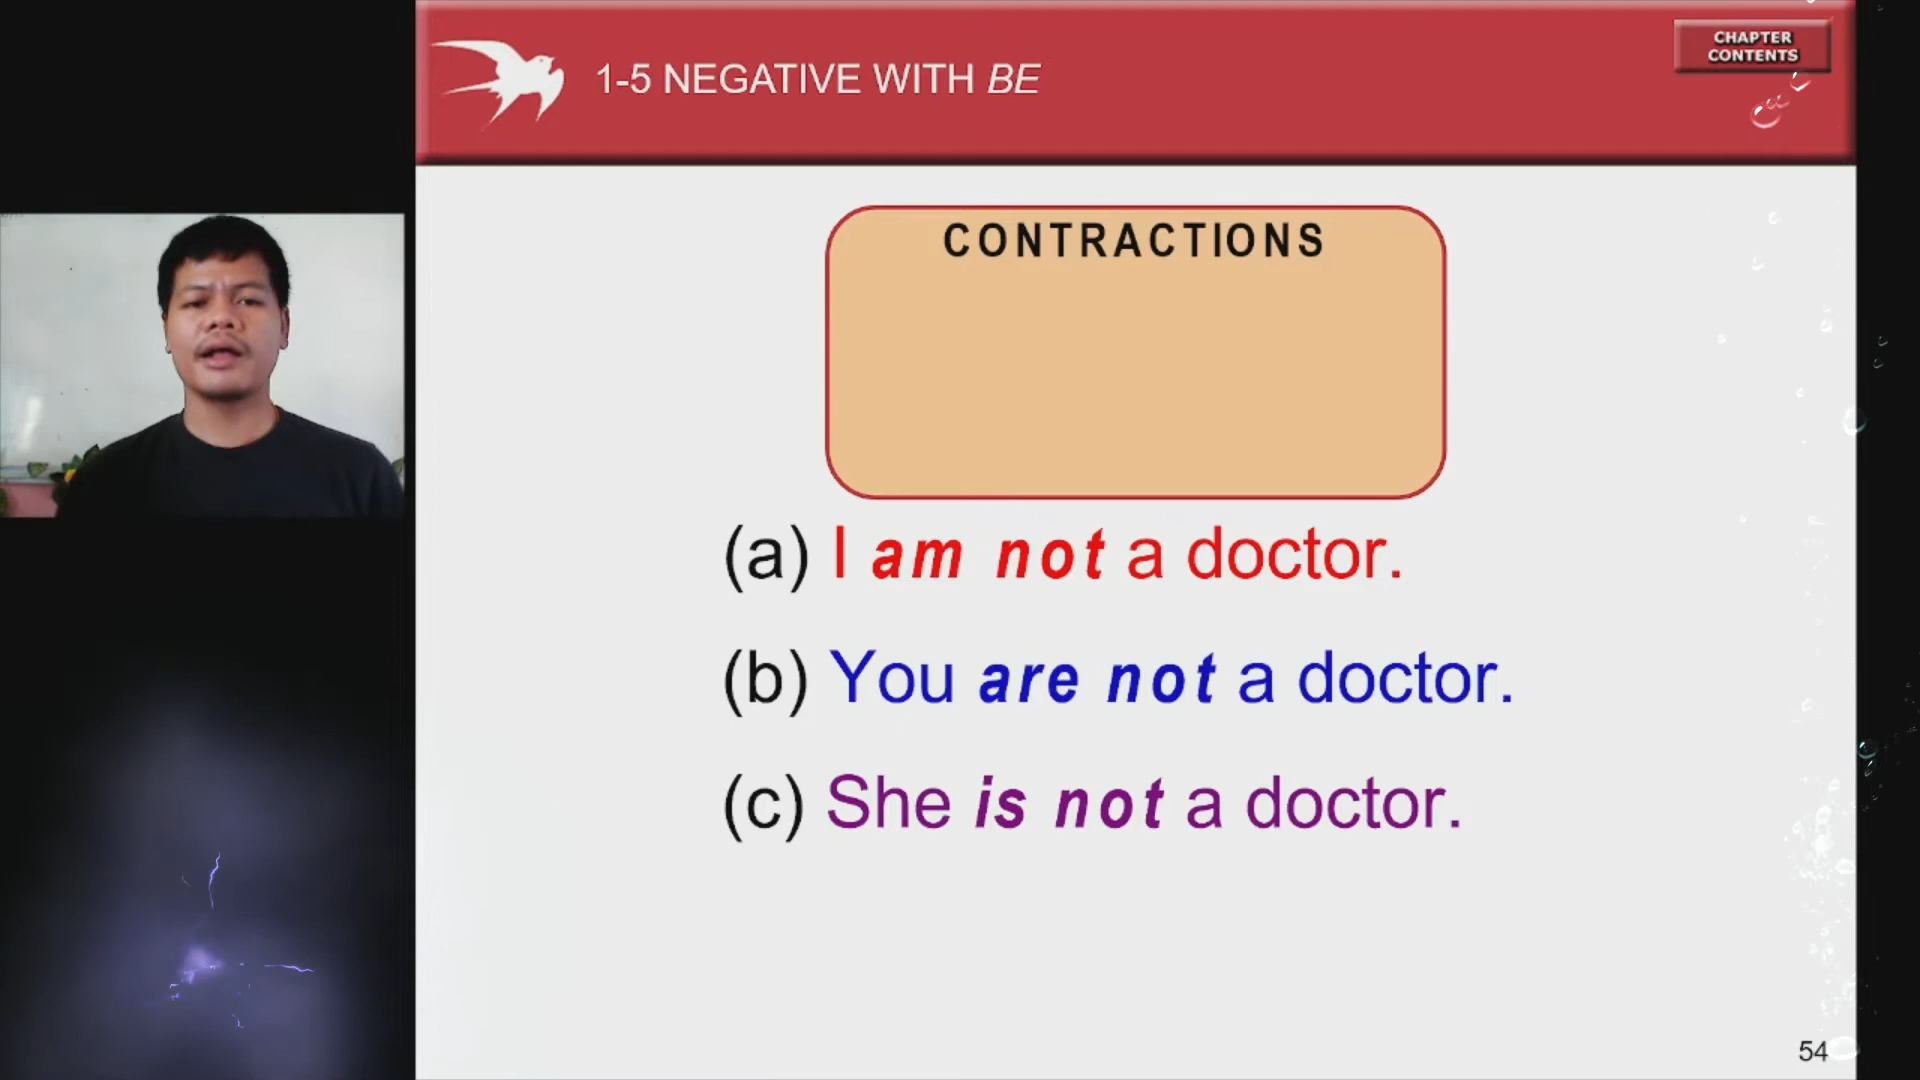 1-5 NEGATIVE WITH BE
CHAPTER
CONTENTS
CONTRACTIONS
(a) I am not a doctor.
(b) You are not a doctor.
(c) She is not a doctor.
54